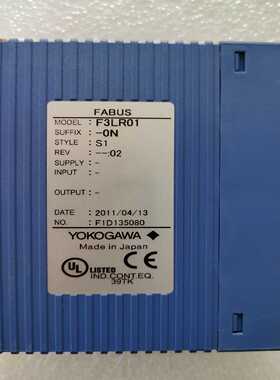 FABUS
MODEL : F3LR01
SUFFIX : -0N
STYLE : S1
REV : --:02
SUPPLY : -
INPUT : -
OUTPUT : -
DATE : 2011/04/13
NO. : F1D135080
YOKOGAWA
Made in Japan
UL LISTED CE
IND.CONT.EQ.
39TK